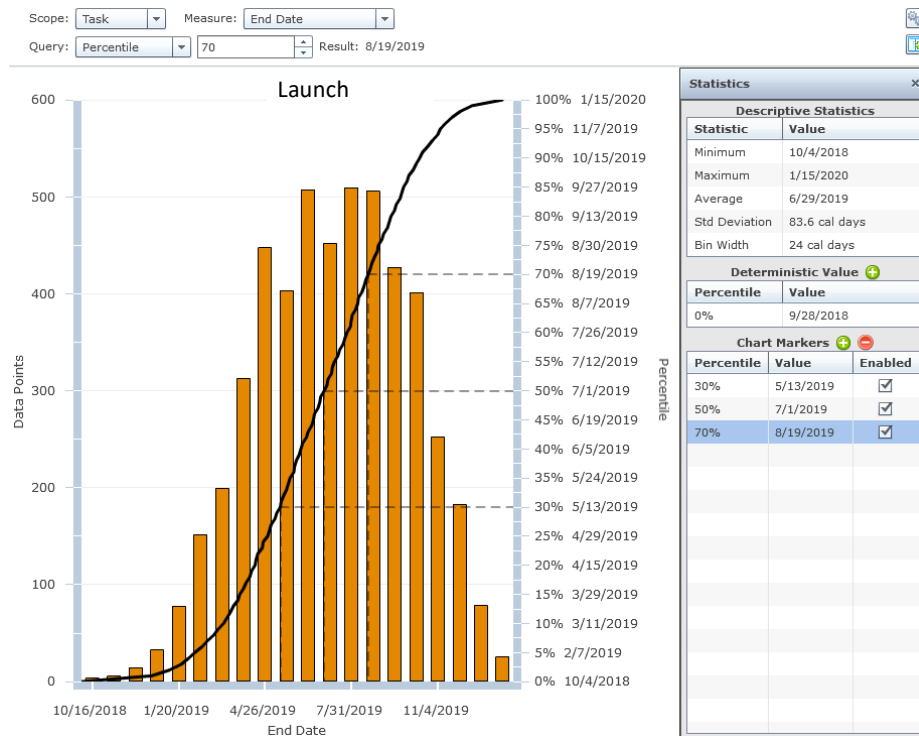 Scope: Task Measure: End Date
Query: Percentile 70 Result: 8/19/2019
Launch
600
500
400
300
200
100
0
Data Points
10/16/2018 1/20/2019 4/26/2019 7/31/2019 11/4/2019
End Date
100% 1/15/2020
95% 11/7/2019
90% 10/15/2019
85% 9/27/2019
80% 9/13/2019
75% 8/30/2019
70% 8/19/2019
65% 8/7/2019
60% 7/26/2019
55% 7/12/2019
50% 7/1/2019
45% 6/19/2019
40% 6/5/2019
35% 5/24/2019
30% 5/13/2019
25% 4/29/2019
20% 4/15/2019
15% 3/29/2019
10% 3/11/2019
5% 2/7/2019
0% 10/4/2018
Percentile
Statistics
Descriptive Statistics
Statistic Value
Minimum 10/4/2018
Maximum 1/15/2020
Average 6/29/2019
Std Deviation 83.6 cal days
Bin Width 24 cal days
Deterministic Value
Percentile Value
0% 9/28/2018
Chart Markers
Percentile Value Enabled
30% 5/13/2019
50% 7/1/2019
70% 8/19/2019